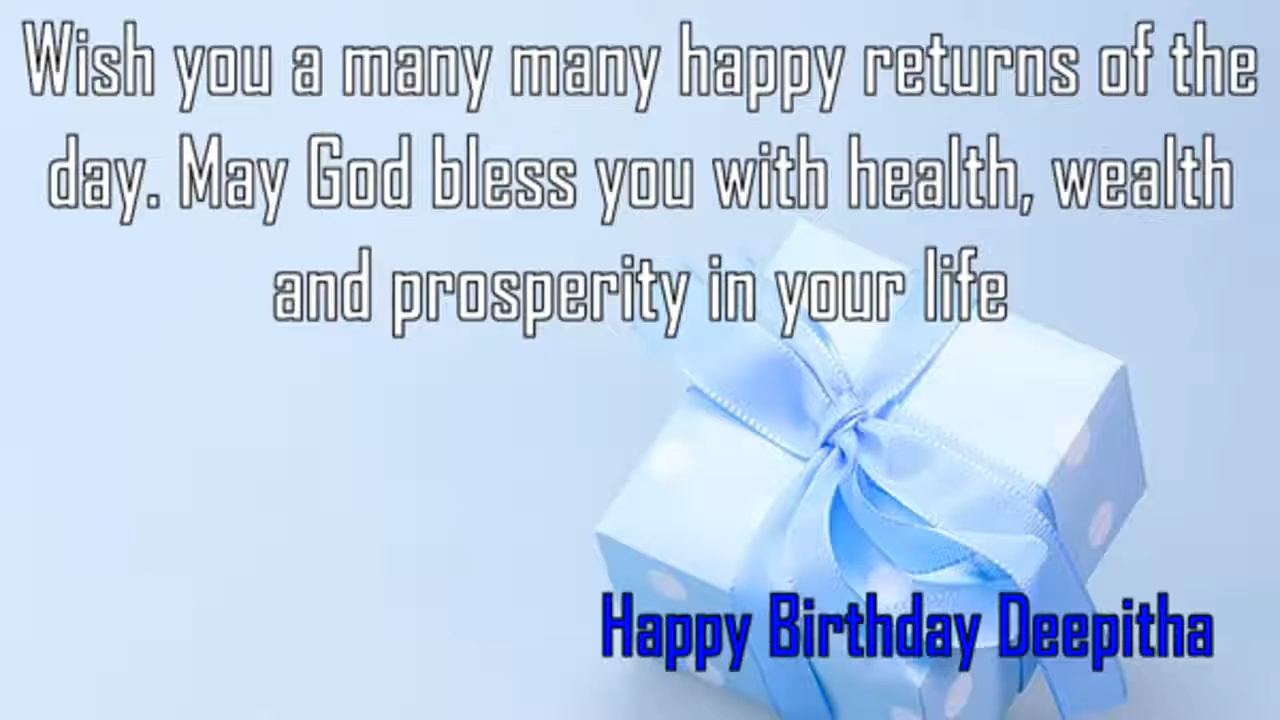 Wish you a many many happy returns of the
day. May God bless you with health, wealth
and prosperity in your life
Happy Birthday Deepitha